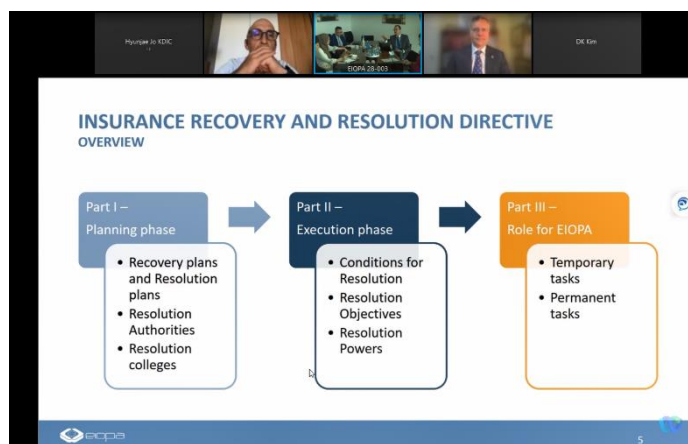 Hyunjae Jo KDIC
EIOPA 28-003
DK Kim
INSURANCE RECOVERY AND RESOLUTION DIRECTIVE
OVERVIEW
Part I –
Planning phase
• Recovery plans
and Resolution
plans
• Resolution
Authorities
• Resolution
colleges
Part II –
Execution phase
• Conditions for
Resolution
• Resolution
Objectives
• Resolution
Powers
Part III –
Role for EIOPA
• Temporary
tasks
• Permanent
tasks
eiopa
5